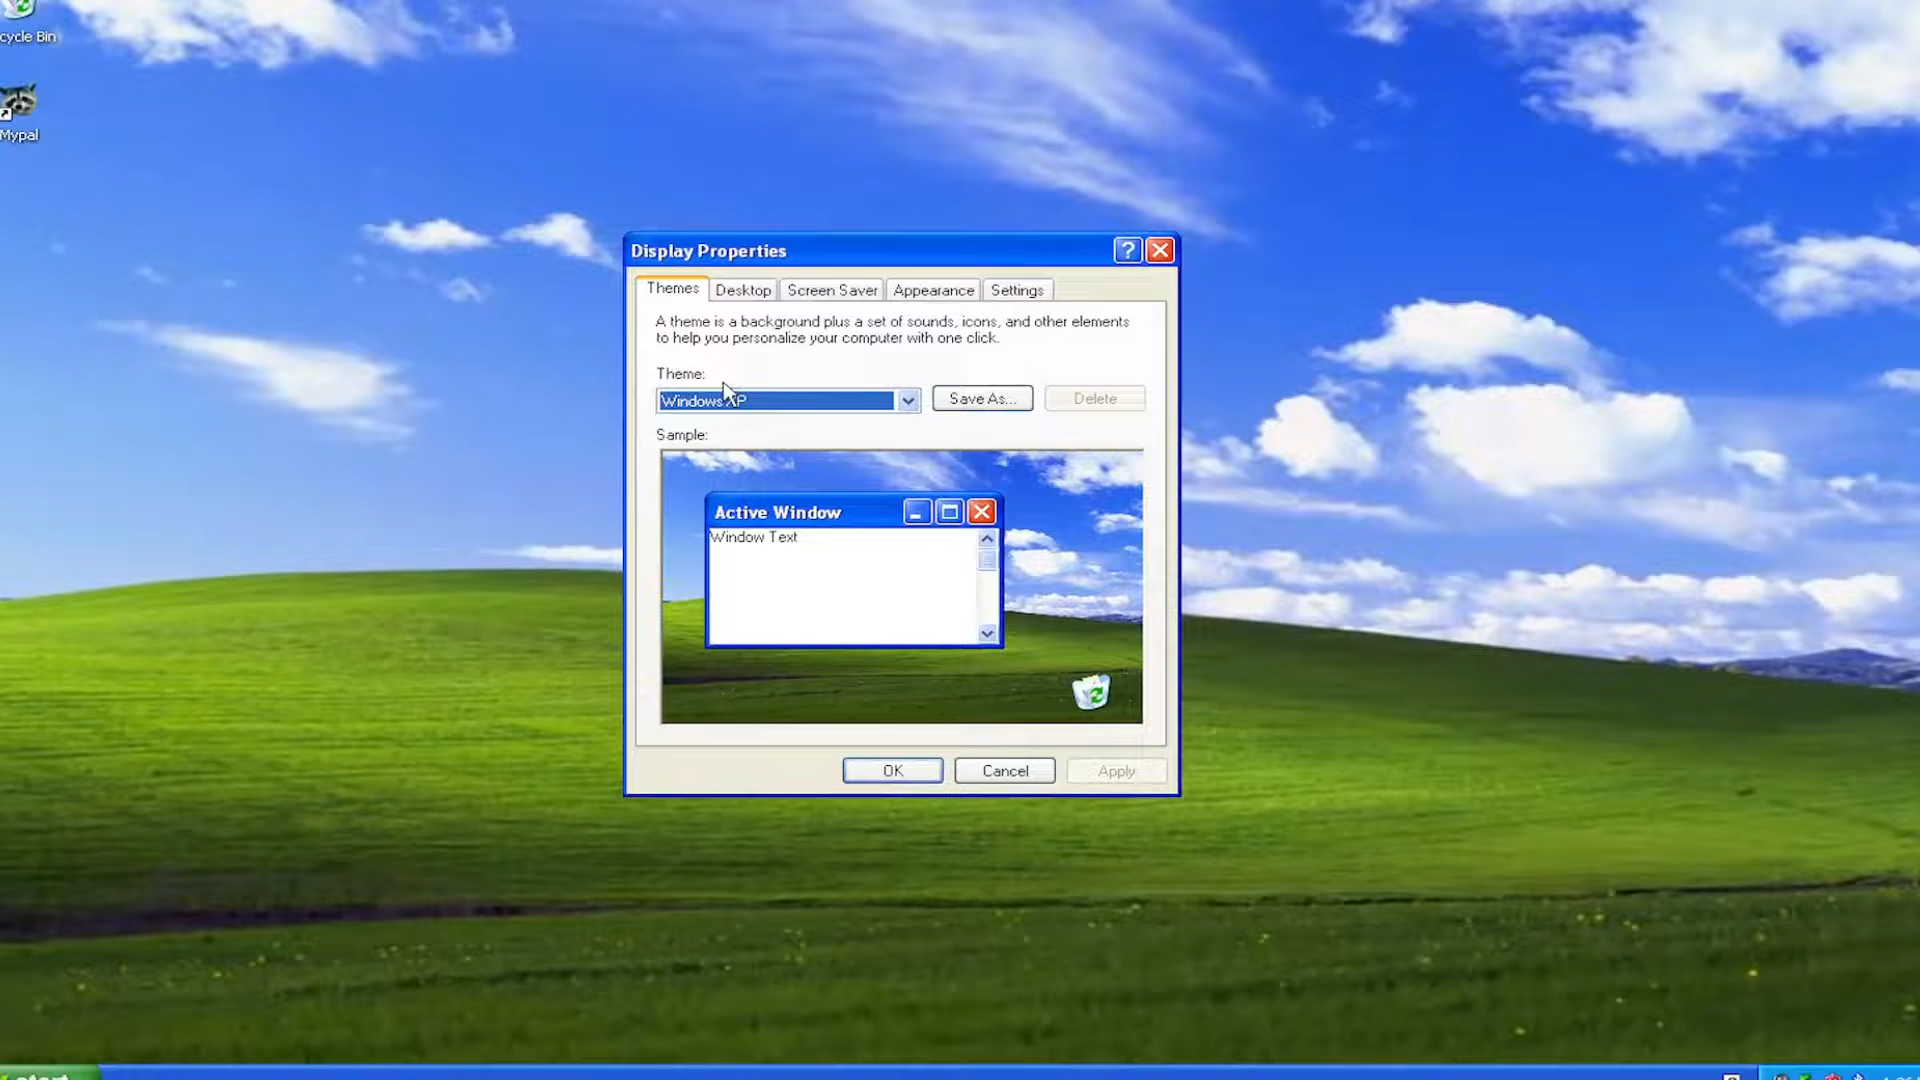 cycle Bin
Mypal
Display Properties
Themes
Desktop
Screen Saver
Appearance
Settings
A theme is a background plus a set of sounds, icons, and other elements
to help you personalize your computer with one click.
Theme:
Windows XP
Save As...
Delete
Sample:
Active Window
Window Text
OK
Cancel
Apply
start